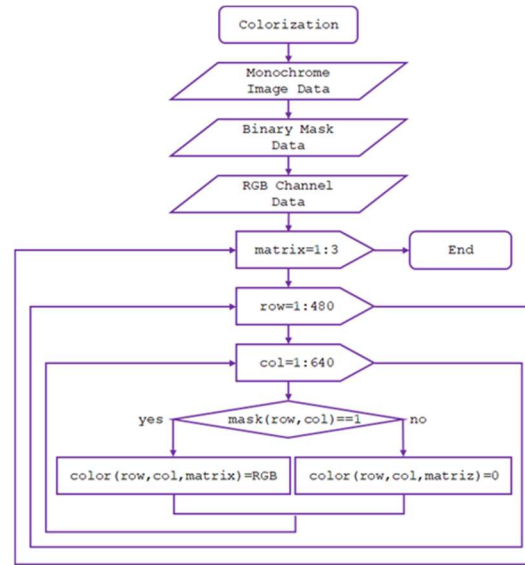 Colorization
Monochrome
Image Data
Binary Mask
Data
RGB Channel
Data
matrix=1:3
End
row=1:480
col=1:640
yes
mask(row,col)==1
no
color(row,col,matrix)=RGB
color(row,col,matriz)=0